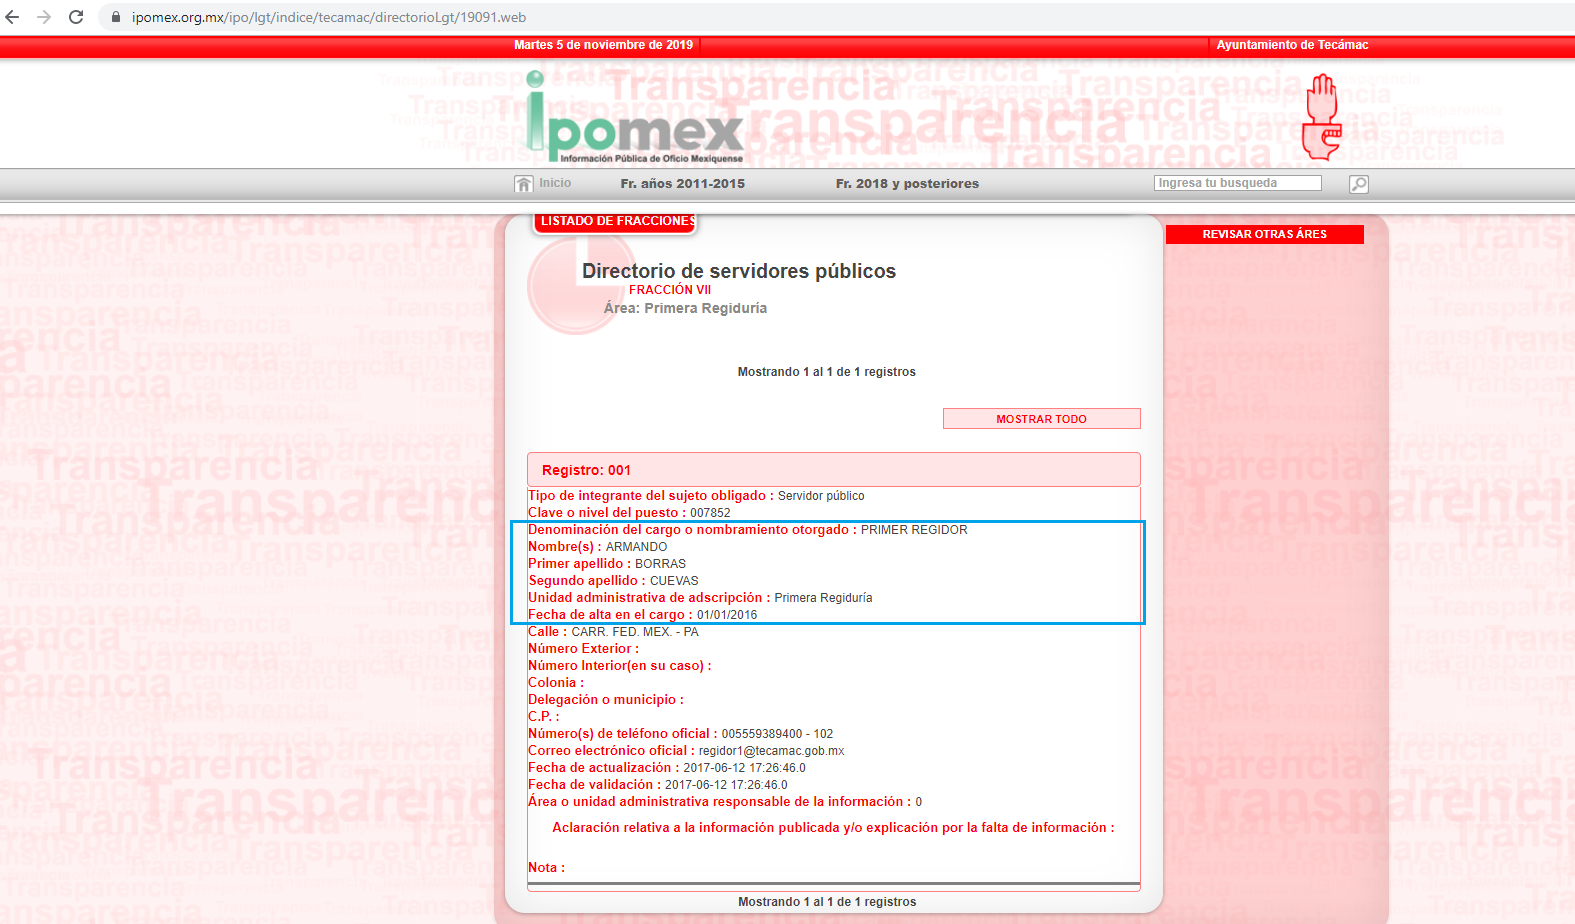 ipomex.org.mx/ipo/lgt/indice/tecamac/directorioLgt/19091.web
Martes 5 de noviembre de 2019
Ayuntamiento de Tecámac
Transparencia
ipomex
Información Pública de Oficio Mexiquense
Inicio
Fr. años 2011-2015
Fr. 2018 y posteriores
Ingresa tu busqueda
LISTADO DE FRACCIONES
REVISAR OTRAS ÁRES
Directorio de servidores públicos
FRACCIÓN VII
Área: Primera Regiduría
Mostrando 1 al 1 de 1 registros
MOSTRAR TODO
Registro: 001
Tipo de integrante del sujeto obligado : Servidor público
Clave o nivel del puesto : 007852
Denominación del cargo o nombramiento otorgado : PRIMER REGIDOR
Nombre(s) : ARMANDO
Primer apellido : BORRAS
Segundo apellido : CUEVAS
Unidad administrativa de adscripción : Primera Regiduría
Fecha de alta en el cargo : 01/01/2016
Calle : CARR. FED. MEX. - PA
Número Exterior :
Número Interior(en su caso) :
Colonia :
Delegación o municipio :
C.P. :
Número(s) de teléfono oficial : 005559389400 - 102
Correo electrónico oficial : regidor1@tecamac.gob.mx
Fecha de actualización : 2017-06-12 17:26:46.0
Fecha de validación : 2017-06-12 17:26:46.0
Área o unidad administrativa responsable de la información : 0
Aclaración relativa a la información publicada y/o explicación por la falta de información :
Nota :
Mostrando 1 al 1 de 1 registros